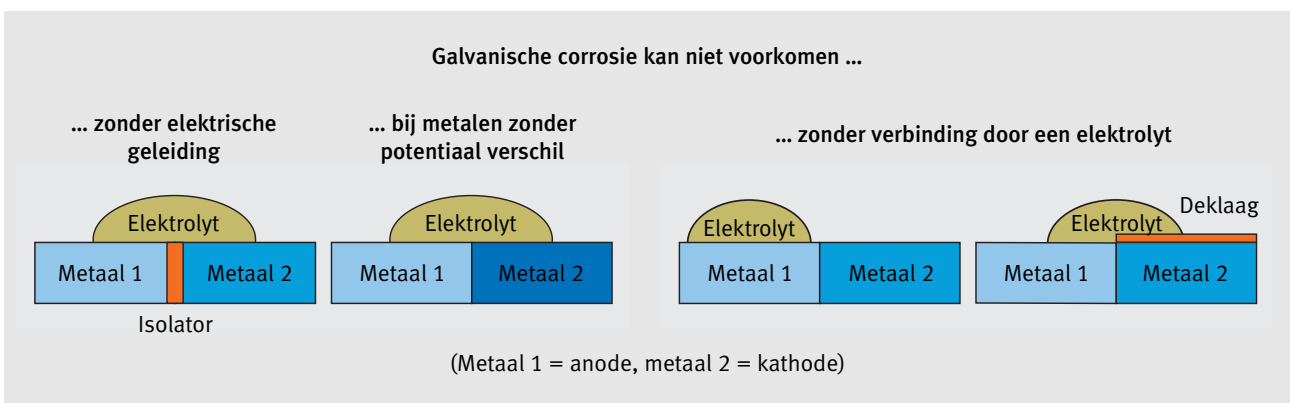 Galvanische corrosie kan niet voorkomen ...
... zonder elektrische
geleiding
Elektrolyt
Metaal 1
Metaal 2
Isolator
... bij metalen zonder
potentiaal verschil
Elektrolyt
Metaal 1
Metaal 2
... zonder verbinding door een elektrolyt
Elektrolyt
Metaal 1
Metaal 2
Deklaag
Elektrolyt
Metaal 1
Metaal 2
(Metaal 1 = anode, metaal 2 = kathode)